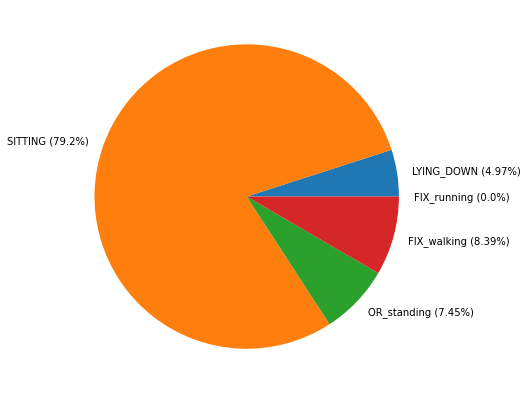 SITTING (79.2%)
LYING_DOWN (4.97%)
FIX_running (0.0%)
FIX_walking (8.39%)
OR_standing (7.45%)